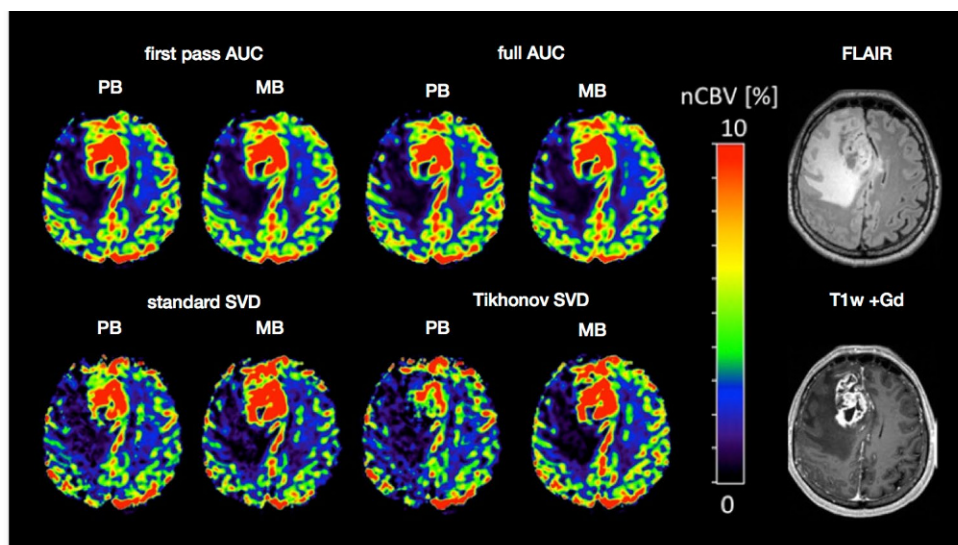 first pass AUC
PB
MB
full AUC
PB
MB
nCBV [%]
10
0
FLAIR
standard SVD
PB
MB
Tikhonov SVD
PB
MB
T1w +Gd